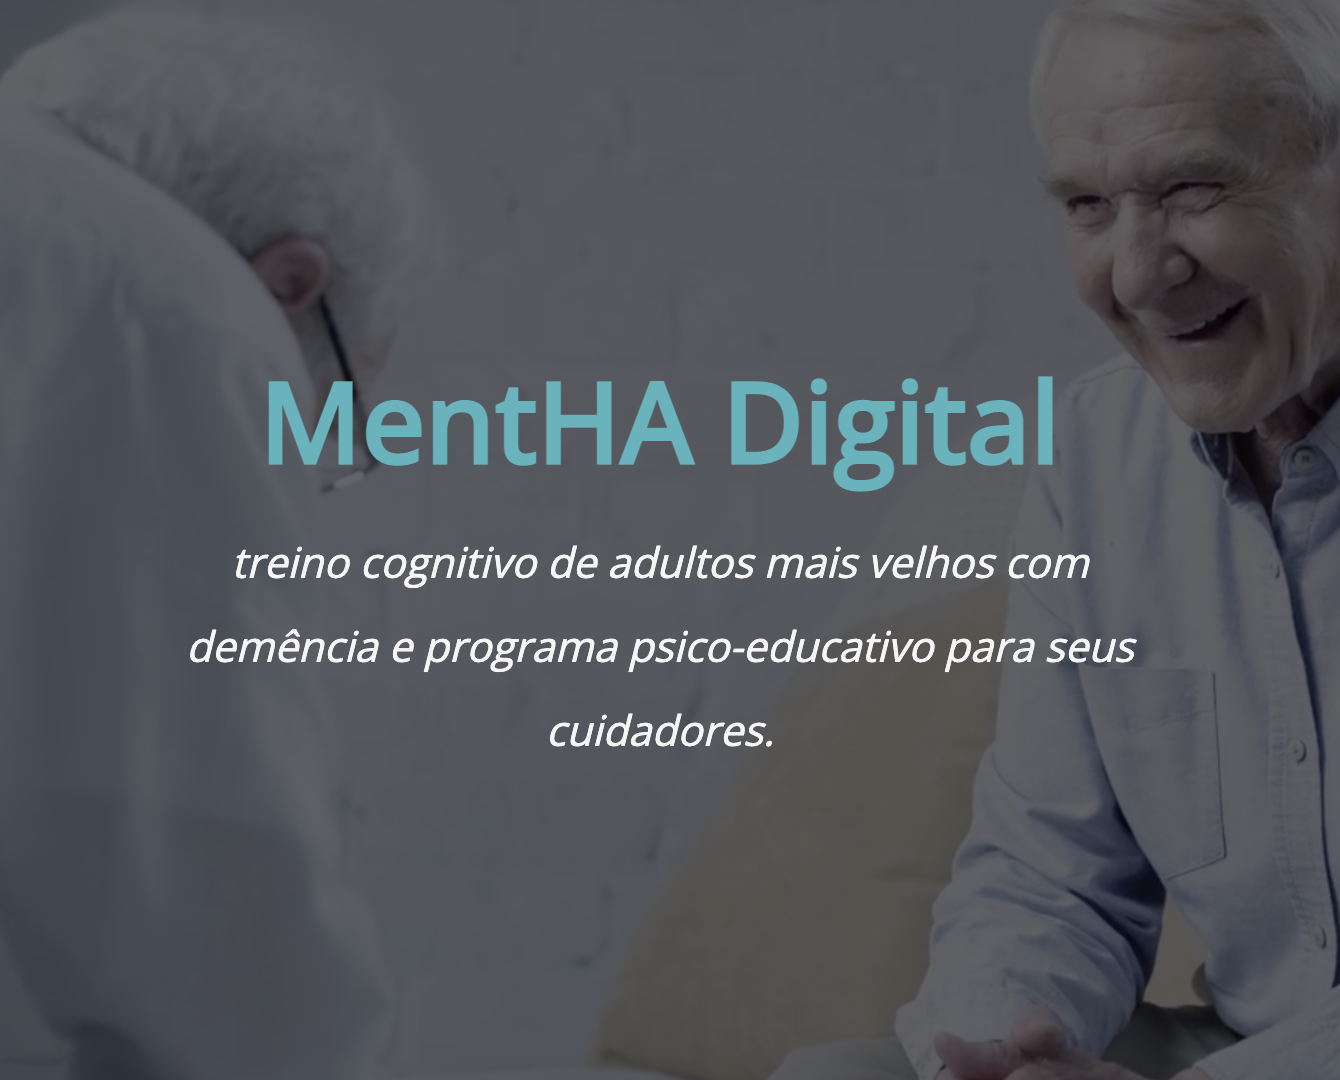 MentHA Digital
treino cognitivo de adultos mais velhos com
demência e programa psico-educativo para seus
cuidadores.